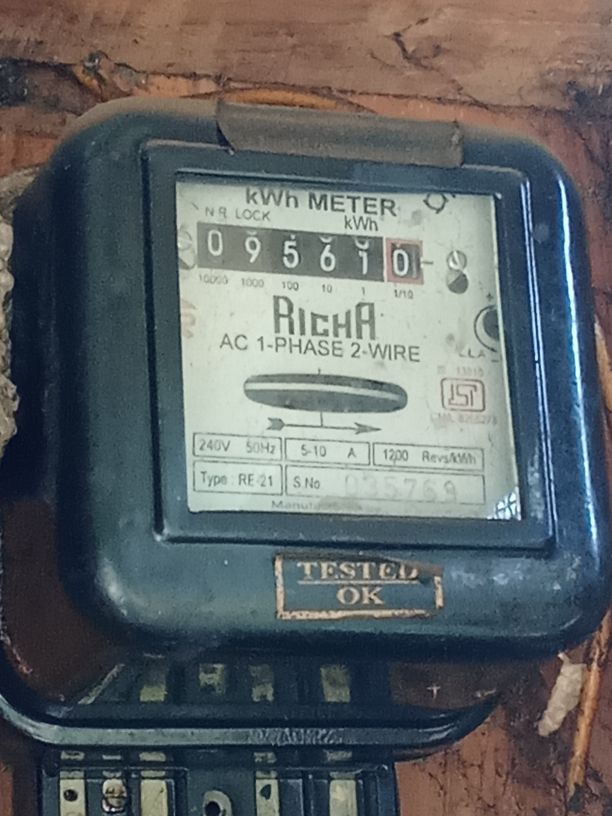 kWh METER
N R LOCK
kWh
0 9 5 6 1 0
10000 1000 100 10 1 1/10
RICHA
AC 1-PHASE 2-WIRE
240V 50Hz 5-10 A 1200 Revs/kWh
Type : RE-21 S.No 035769
TESTED
OK